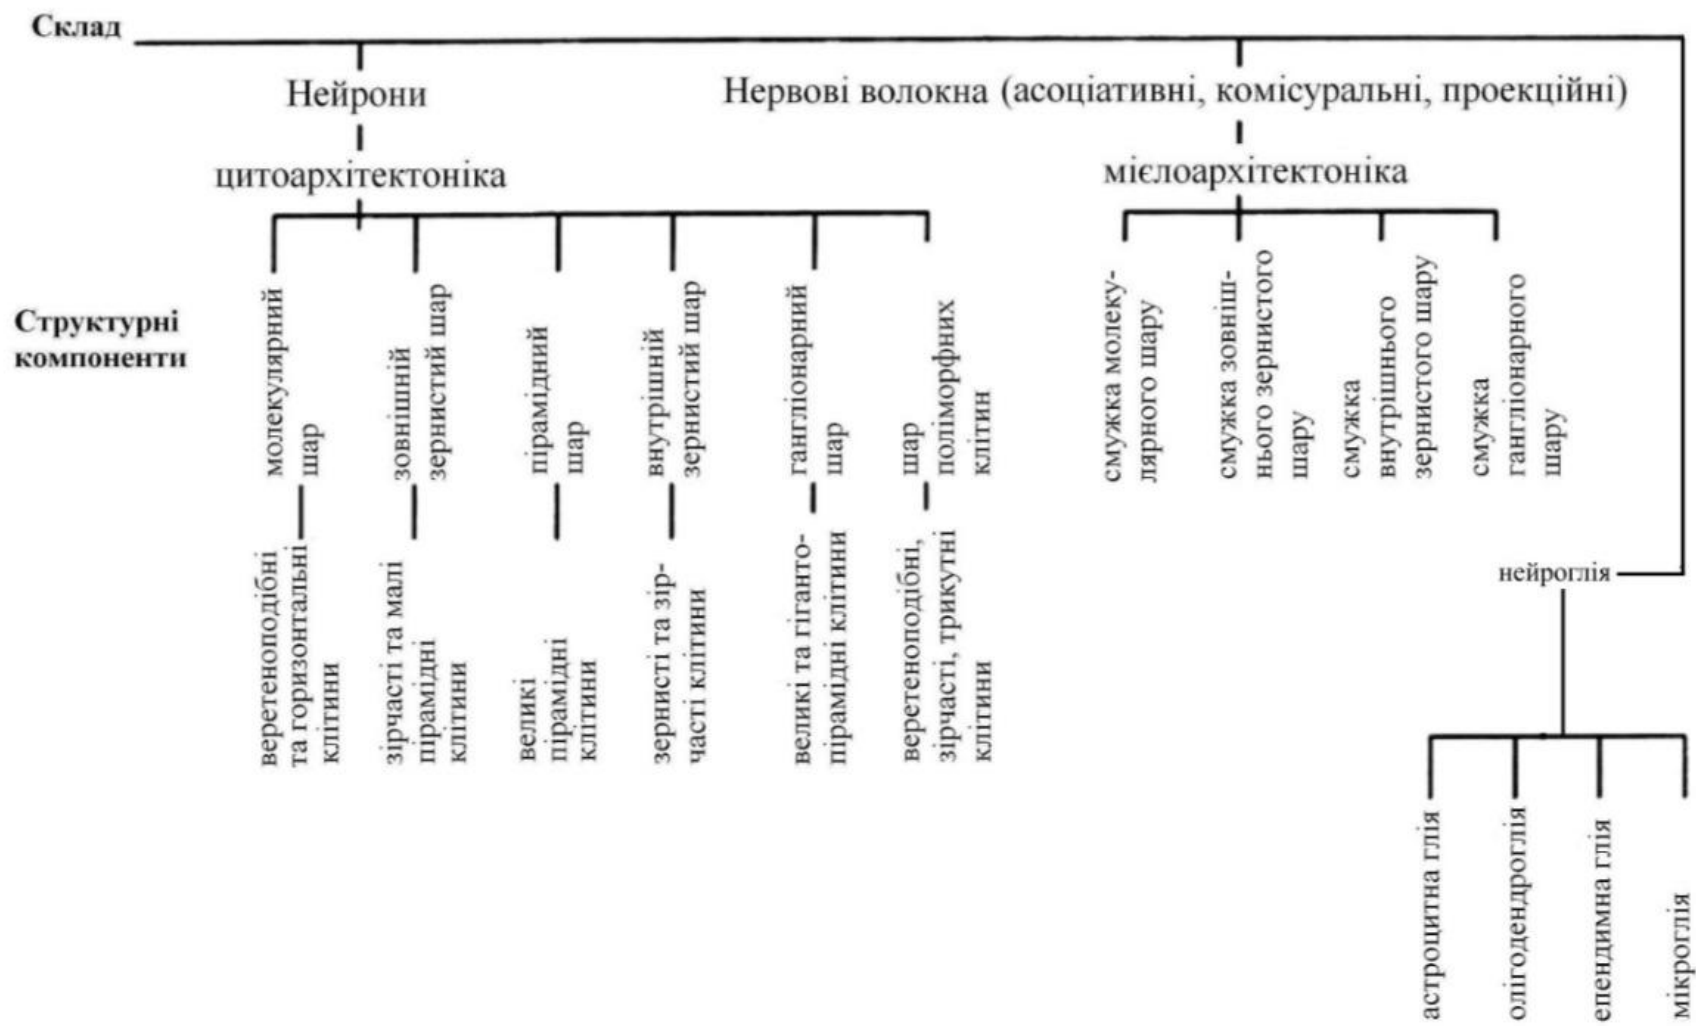 Склад
Нейрони
Нервові волокна (асоціативні, комісуральні, проекційні)
цитоархітектоніка
мієлоархітектоніка
Структурні
компоненти
молекулярний
шар
зовнішній
зернистий шар
пірамідний
шар
внутрішній
зернистий шар
гангліонарний
шар
шар
поліморфних
клітин
смужка молеку-
лярного шару
смужка зовніш-
нього зернистого
шару
смужка
внутрішнього
зернистого шару
смужка
гангліонарного
шару
веретеноподібні
та горизонтальні
клітини
зірчасті та малі
пірамідні
клітини
великі
пірамідні
клітини
зернисті та зір-
часті клітини
великі та гіганто-
пірамідні клітини
веретеноподібні,
зірчасті, трикутні
клітини
нейроглія
астроцитна глія
олігодендроглія
епендимна глія
мікроглія